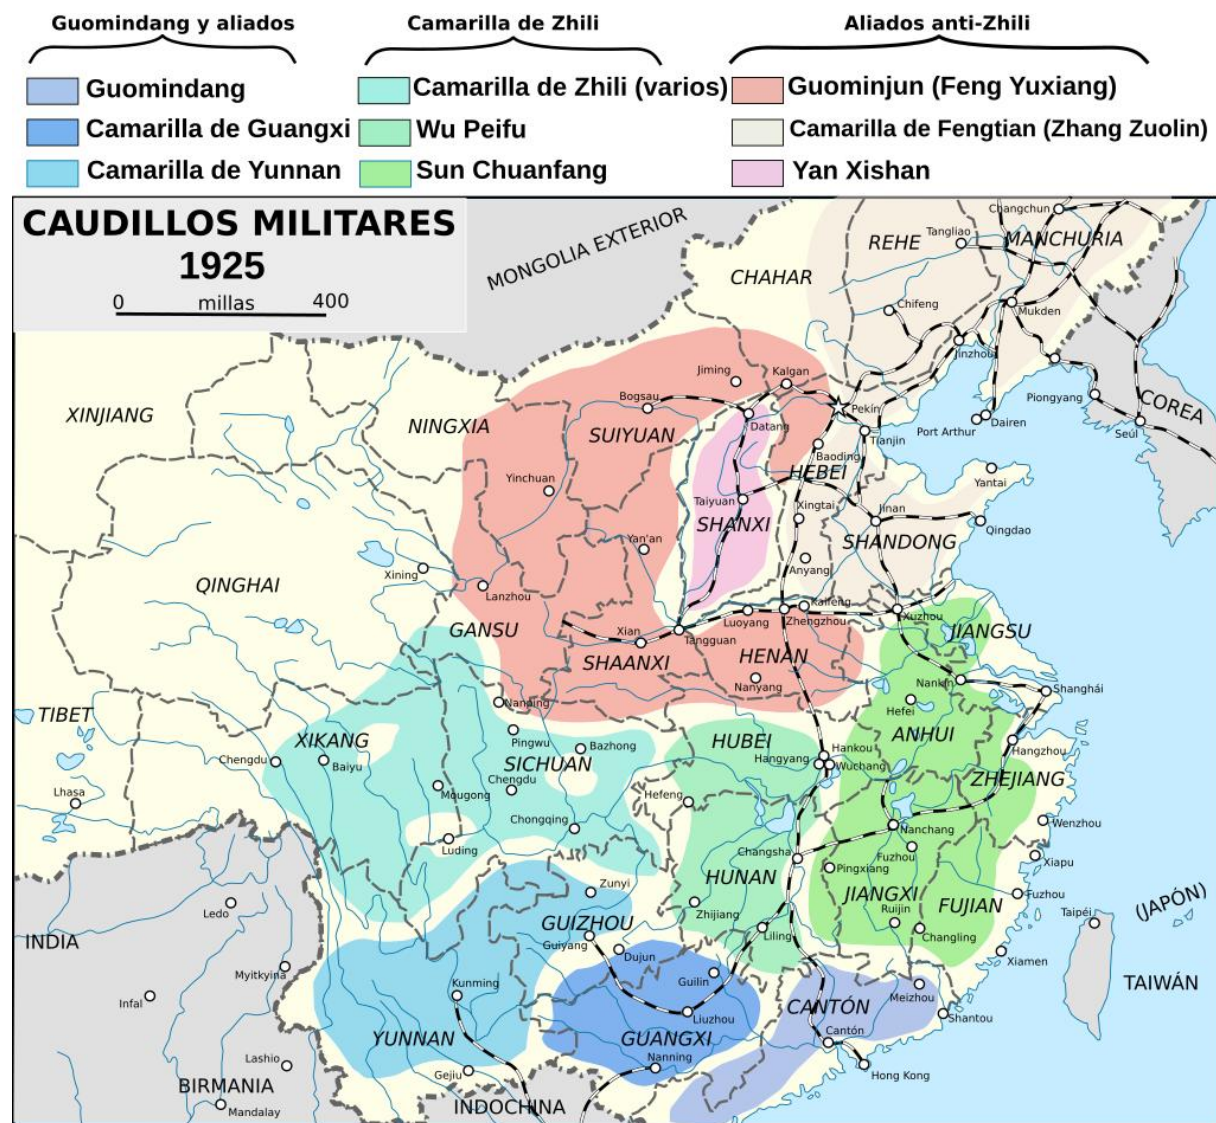 Guomindang y aliados
Camarilla de Zhili
Aliados anti-Zhili
Guomindang
Camarilla de Zhili (varios)
Guominjun (Feng Yuxiang)
Camarilla de Guangxi
Wu Peifu
Camarilla de Fengtian (Zhang Zuolin)
Camarilla de Yunnan
Sun Chuanfang
Yan Xishan
CAUDILLOS MILITARES
1925
0 millas 400
MONGOLIA EXTERIOR
Changchun
Tangliao
REHE
MANCHURIA
CHAHAR
Chifeng
Mukden
Jinzhou
Jiming
Kalgan
Bogsau
Datang
Pekín
Piongyang
COREA
Seúl
Dairen
Port Arthur
Tianjin
XINJIANG
NINGXIA
SUIYUAN
Baoding
HEBEI
Yantai
Yinchuan
Taiyuan
Xingtai
Jinan
SHANXI
Qingdao
Yan'an
SHANDONG
Anyang
QINGHAI
Xining
Lanzhou
Kaifeng
Luoyang
Zhengzhou
Xuzhou
GANSU
Xian
Tangguan
JIANGSU
SHAANXI
HENAN
Nanyang
Nankín
Shanghái
Nanping
Hefei
TIBET
XIKANG
Pingwu
Bazhong
HUBEI
Hankou
ANHUI
Hangzhou
Chengdu
Baiyu
SICHUAN
Hangyang
Wuchang
ZHEJIANG
Lhasa
Mougong
Chengdu
Hefeng
Chongqing
Nanchang
Wenzhou
Luding
Changsha
Fuzhou
Xiapu
Pingxiang
HUNAN
Zunyi
JIANGXI
FUJIAN
Fuzhou
Ledo
Zhijiang
Ruijin
Taipéi
(JAPÓN)
GUIZHOU
Liling
Changling
INDIA
Guiyang
Dujun
Xiamen
Myitkyina
Guilin
TAIWÁN
Infal
Kunming
CANTÓN
Meizhou
Liuzhou
Shantou
YUNNAN
GUANGXI
Cantón
Lashio
Nanning
Gejiu
Hong Kong
BIRMANIA
Mandalay
INDOCHINA